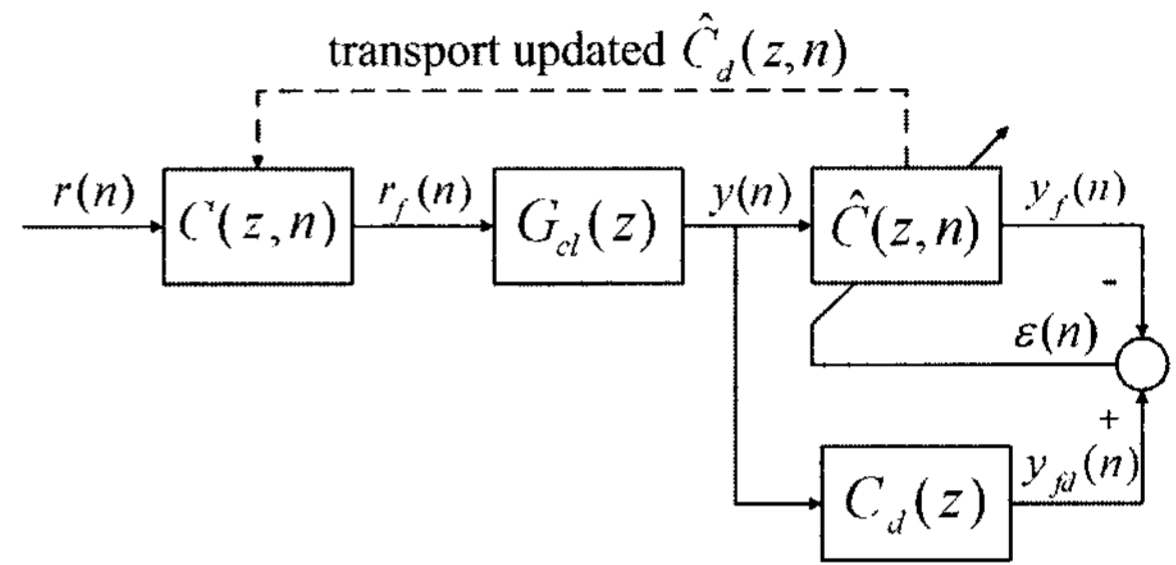 transport updated Ĉ_d(z,n)
r(n)
C(z,n)
r_f(n)
G_cl(z)
y(n)
Ĉ(z,n)
y_f(n)
-
ε(n)
+
C_d(z)
y_fd(n)